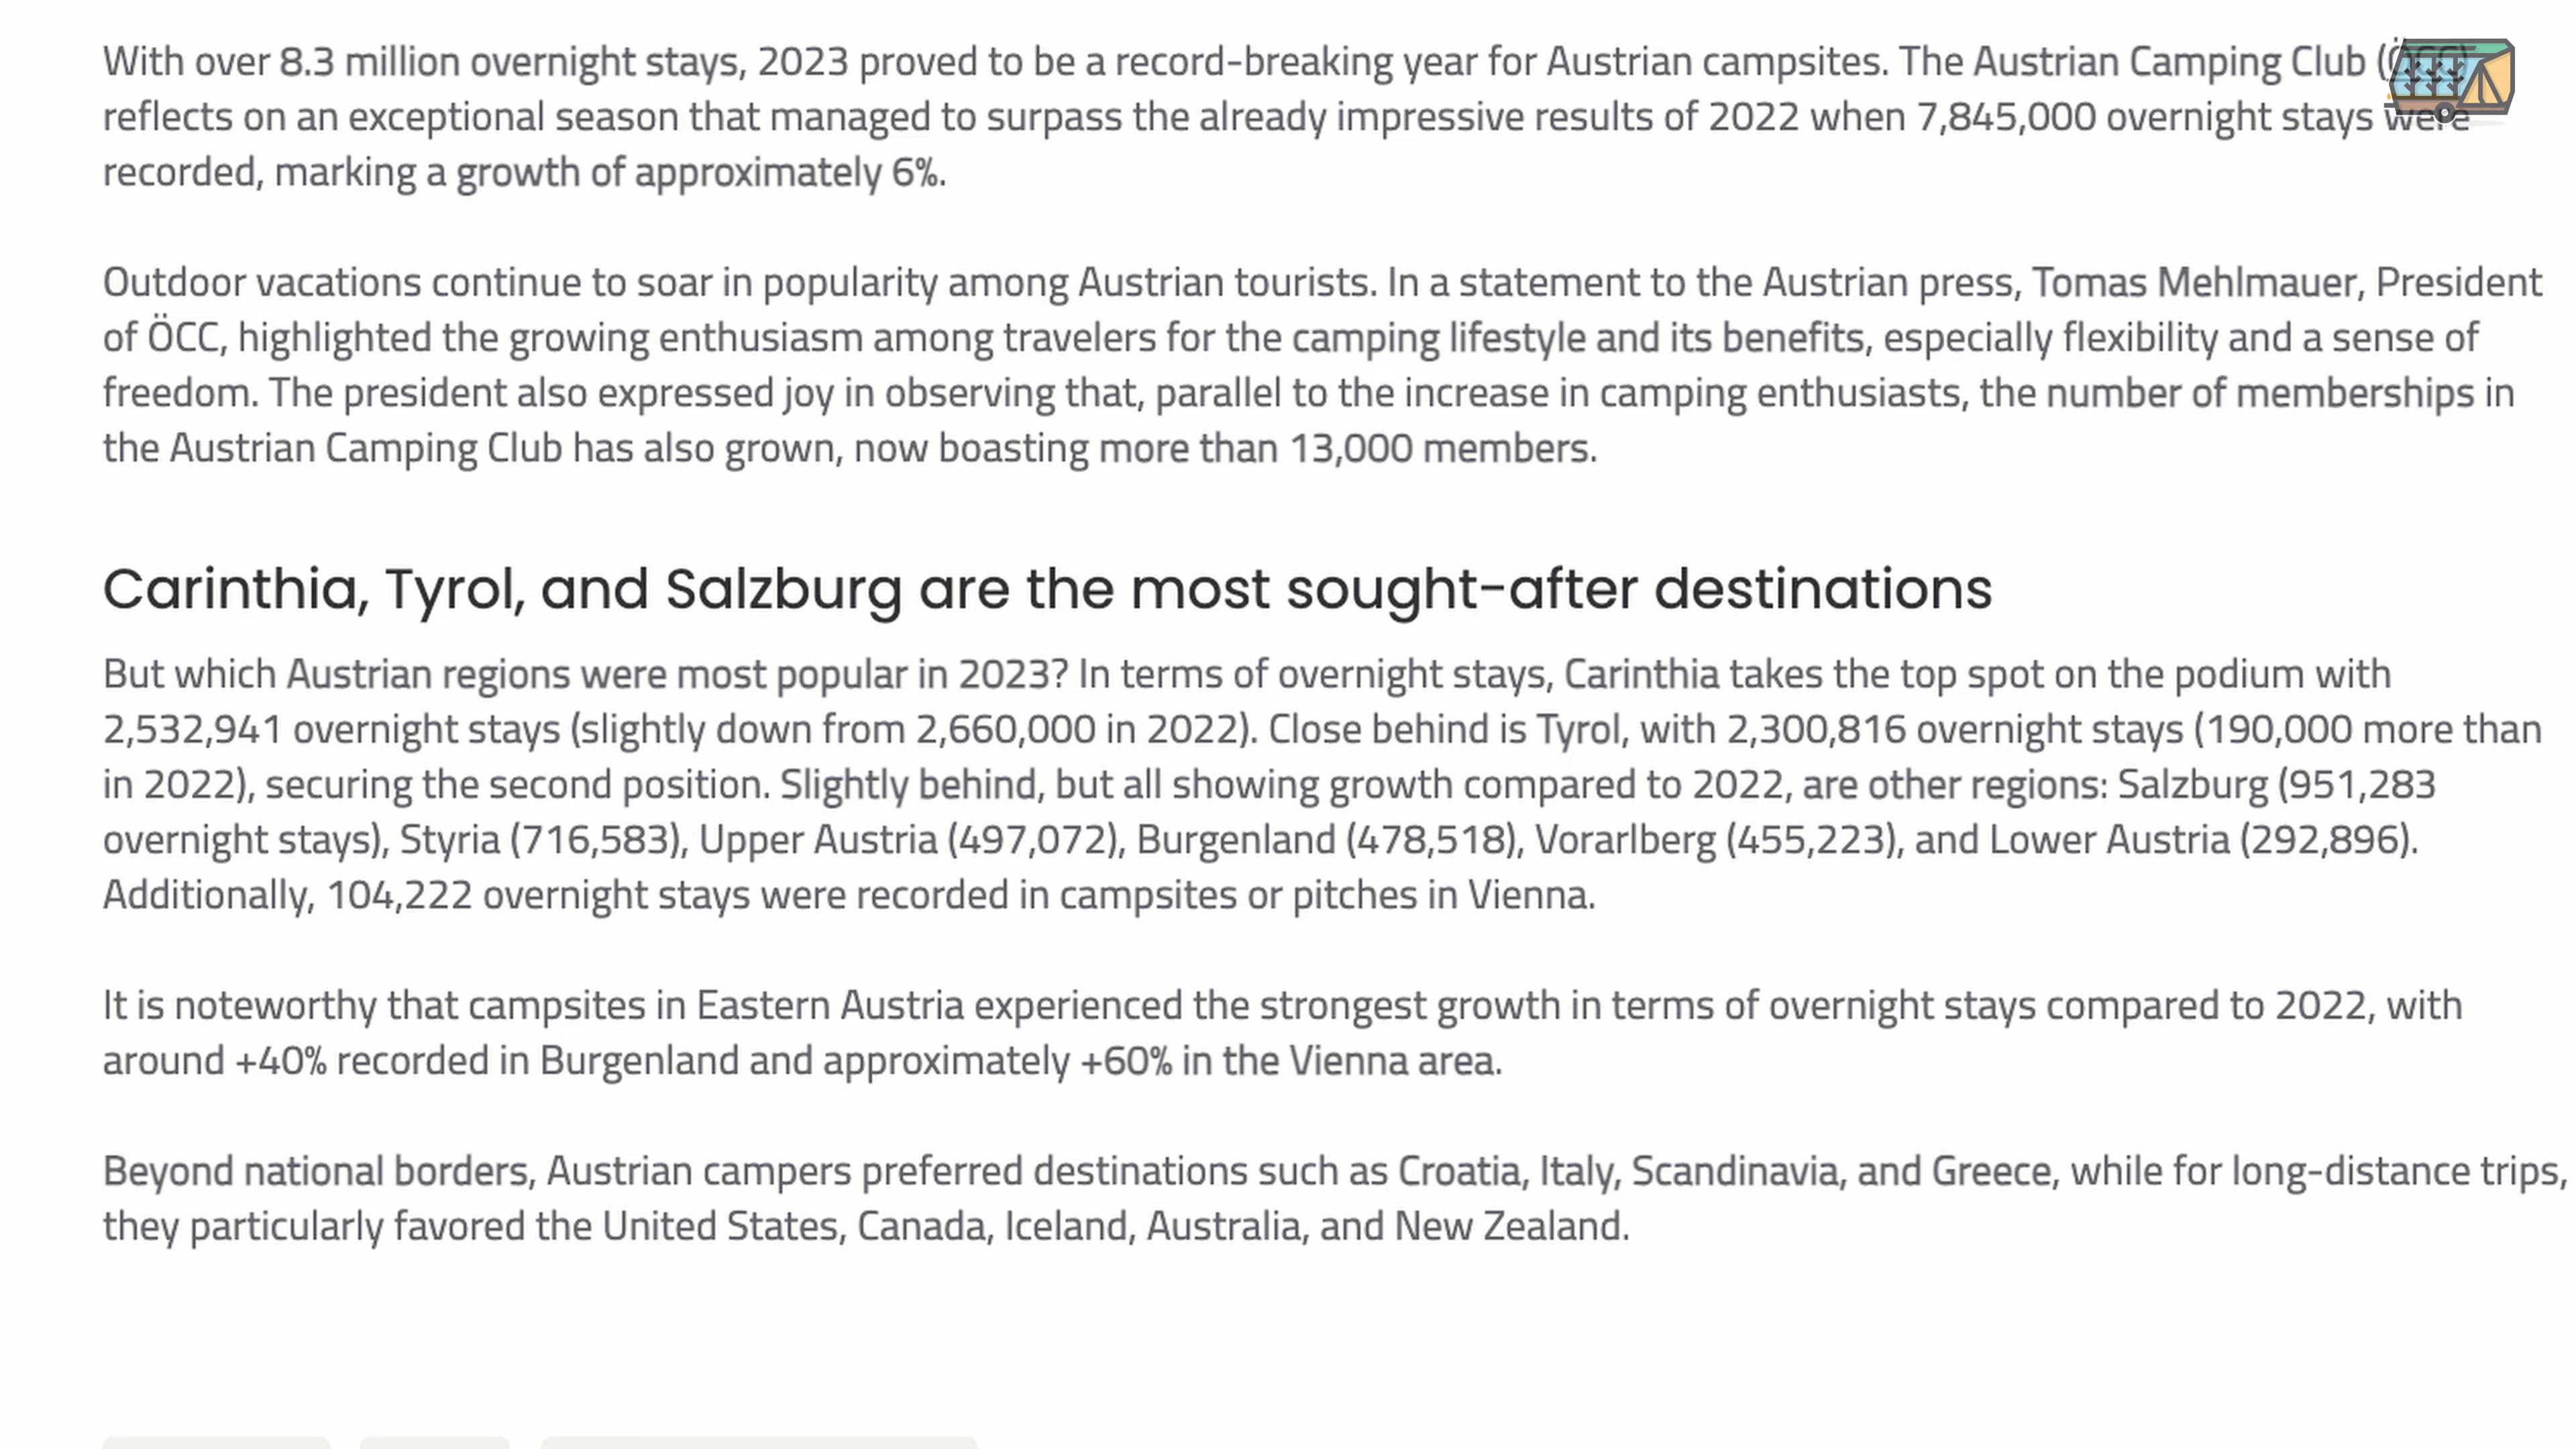 With over 8.3 million overnight stays, 2023 proved to be a record-breaking year for Austrian campsites. The Austrian Camping Club (ÖCC)
reflects on an exceptional season that managed to surpass the already impressive results of 2022 when 7,845,000 overnight stays were
recorded, marking a growth of approximately 6%.
Outdoor vacations continue to soar in popularity among Austrian tourists. In a statement to the Austrian press, Tomas Mehlmauer, President
of ÖCC, highlighted the growing enthusiasm among travelers for the camping lifestyle and its benefits, especially flexibility and a sense of
freedom. The president also expressed joy in observing that, parallel to the increase in camping enthusiasts, the number of memberships in
the Austrian Camping Club has also grown, now boasting more than 13,000 members.
Carinthia, Tyrol, and Salzburg are the most sought-after destinations
But which Austrian regions were most popular in 2023? In terms of overnight stays, Carinthia takes the top spot on the podium with
2,532,941 overnight stays (slightly down from 2,660,000 in 2022). Close behind is Tyrol, with 2,300,816 overnight stays (190,000 more than
in 2022), securing the second position. Slightly behind, but all showing growth compared to 2022, are other regions: Salzburg (951,283
overnight stays), Styria (716,583), Upper Austria (497,072), Burgenland (478,518), Vorarlberg (455,223), and Lower Austria (292,896).
Additionally, 104,222 overnight stays were recorded in campsites or pitches in Vienna.
It is noteworthy that campsites in Eastern Austria experienced the strongest growth in terms of overnight stays compared to 2022, with
around +40% recorded in Burgenland and approximately +60% in the Vienna area.
Beyond national borders, Austrian campers preferred destinations such as Croatia, Italy, Scandinavia, and Greece, while for long-distance trips,
they particularly favored the United States, Canada, Iceland, Australia, and New Zealand.